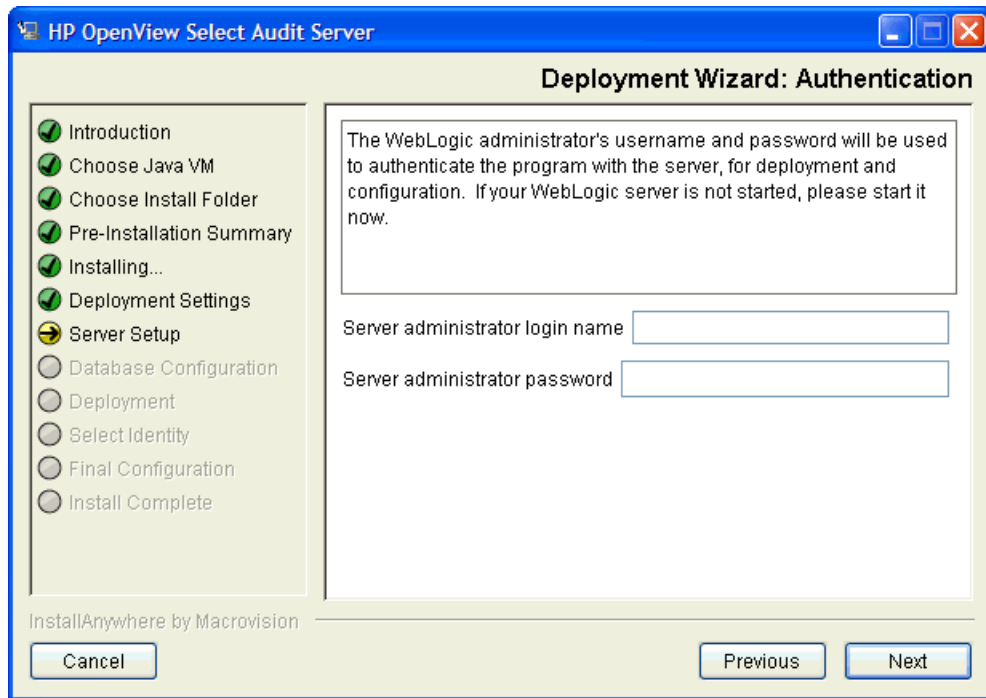 HP OpenView Select Audit Server
Deployment Wizard: Authentication
Introduction
Choose Java VM
Choose Install Folder
Pre-Installation Summary
Installing...
Deployment Settings
Server Setup
Database Configuration
Deployment
Select Identity
Final Configuration
Install Complete
The WebLogic administrator's username and password will be used
to authenticate the program with the server, for deployment and
configuration.  If your WebLogic server is not started, please start it
now.
Server administrator login name
Server administrator password
InstallAnywhere by Macrovision
Cancel
Previous
Next